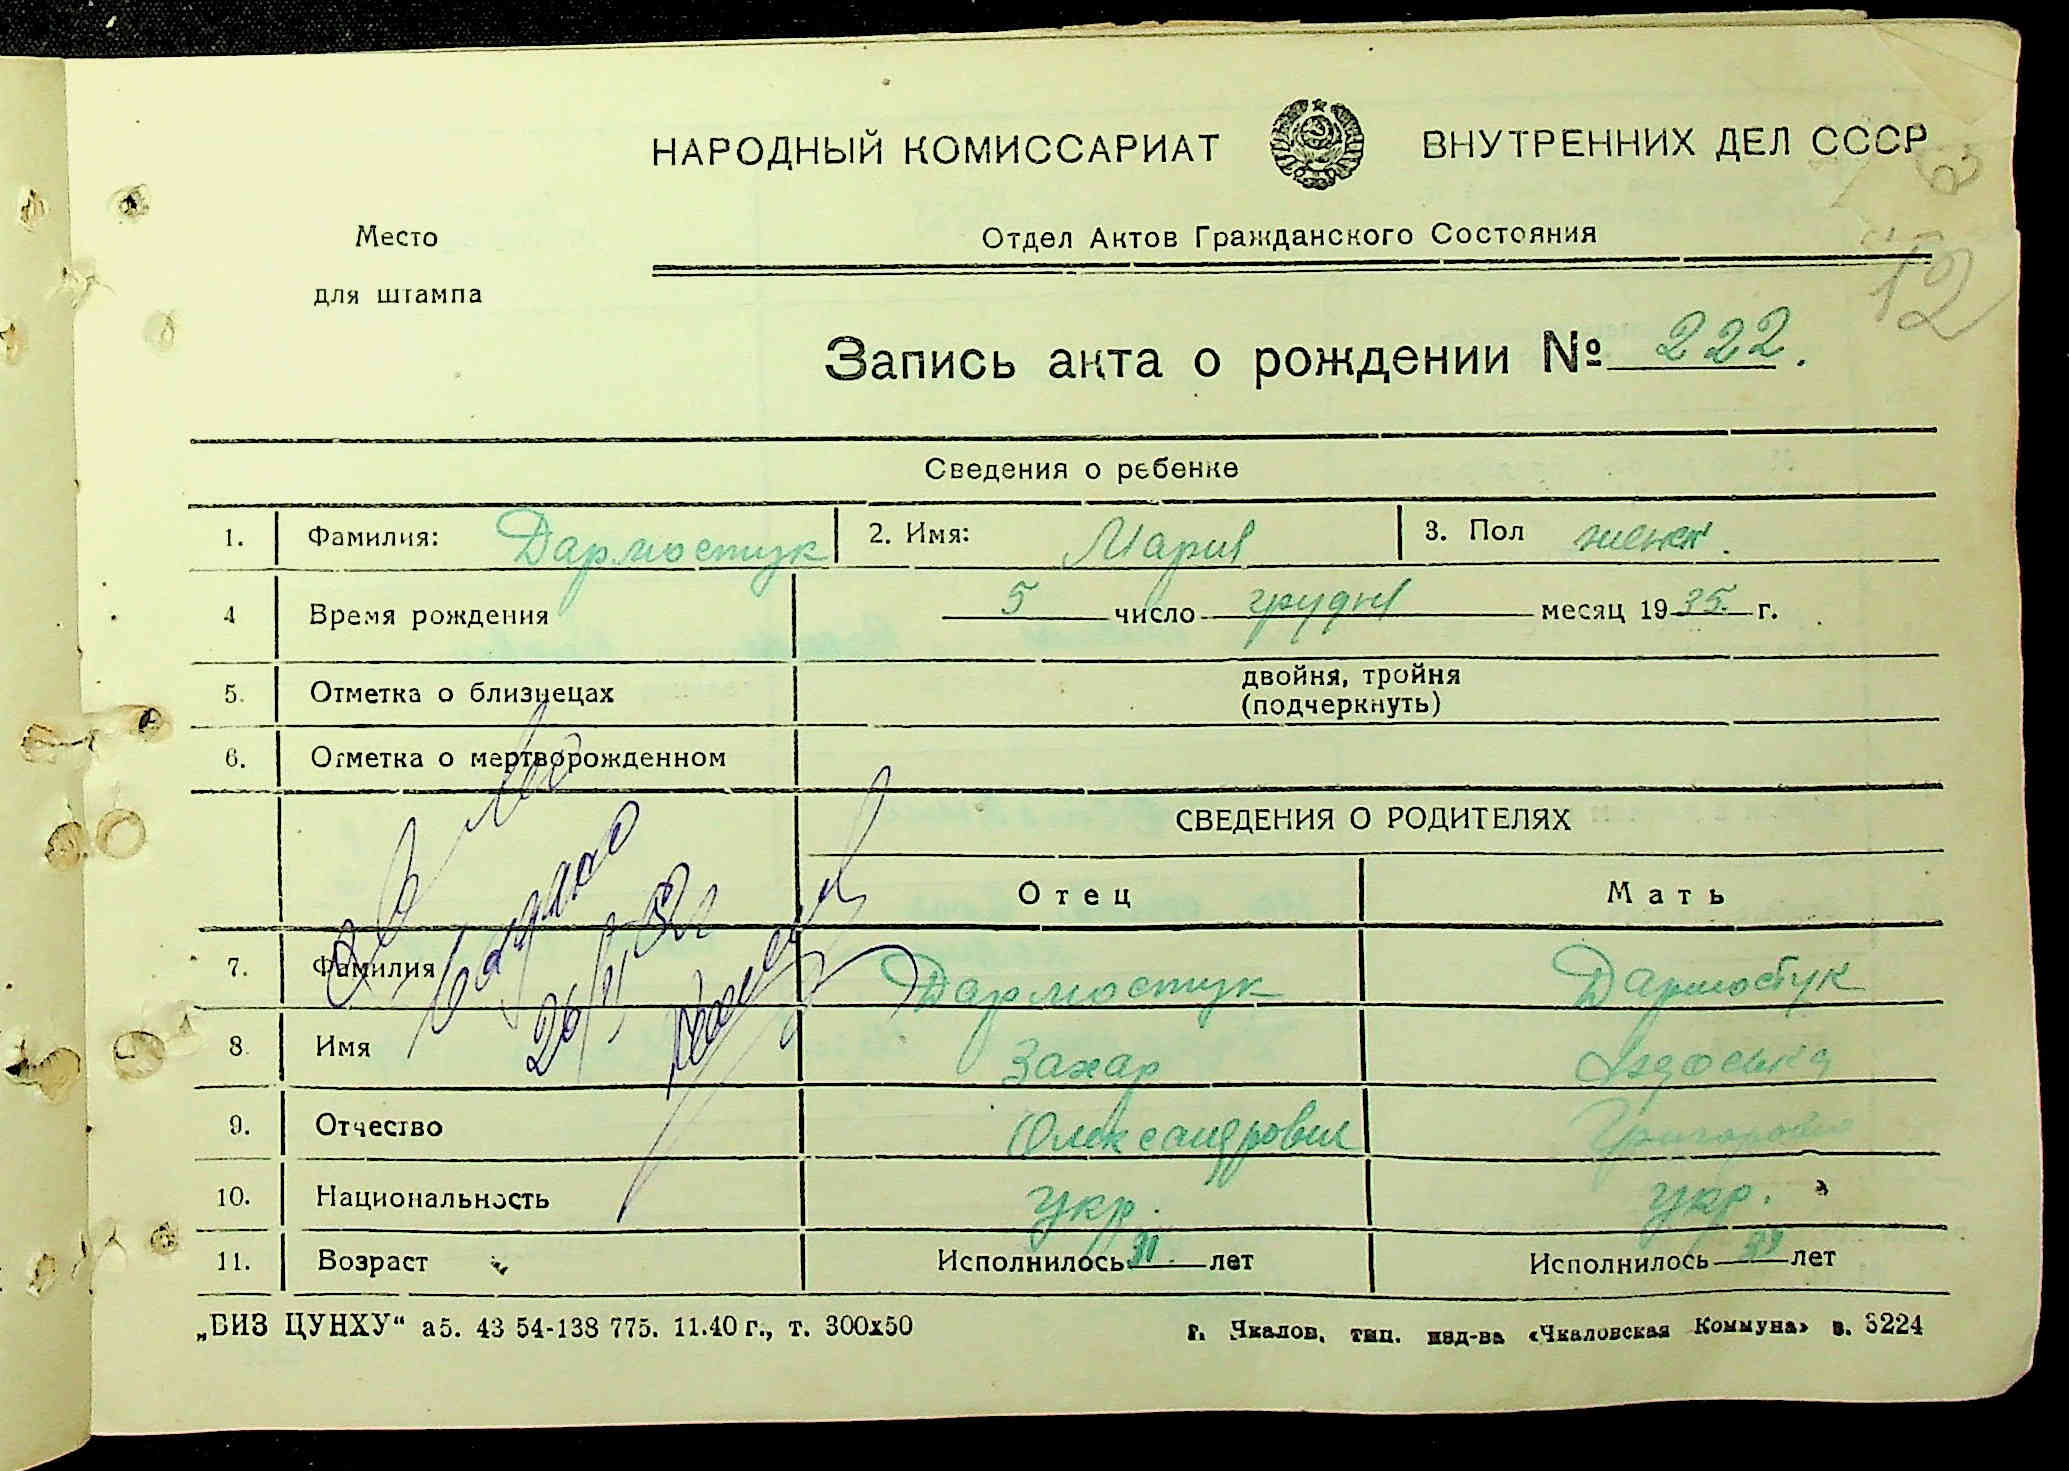 НАРОДНЫЙ КОМИССАРИАТ ВНУТРЕННИХ ДЕЛ СССР
Место
для штампа
Отдел Актов Гражданского Состояния
12
Запись акта о рождении № 222.
Сведения о ребенке
1. Фамилия: Дармостук 2. Имя: Марія 3. Пол
4 Время рождения 5 число грудня месяц 1935 г.
5. Отметка о близнецах двойня, тройня
(подчеркнуть)
6. Отметка о мертворожденном
СВЕДЕНИЯ О РОДИТЕЛЯХ
Отец Мать
7. Фамилия Дармостук Дармостук
8. Имя Захар
9. Отчество Олександрович
10. Национальность укр. укр.
11. Возраст Исполнилось 31 лет Исполнилось лет
„БИЗ ЦУНХУ“ а5. 43 54-138 775. 11.40 г., т. 300х50 г. Чкалов, тип. изд-ва «Чкаловская Коммуна» з. 3224